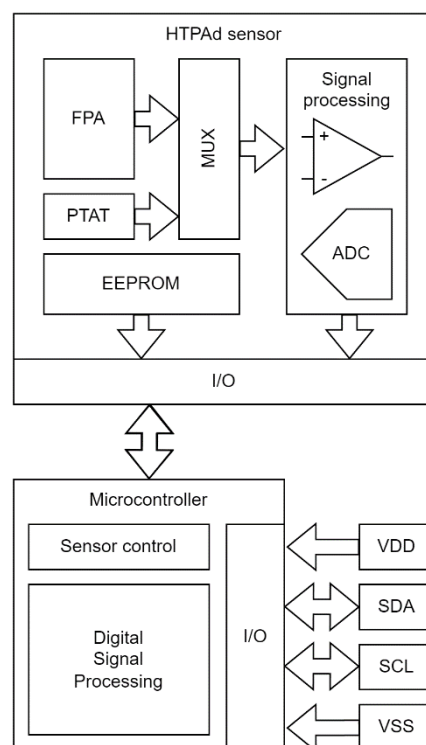 HTPAd sensor
FPA
MUX
Signal
processing
+
-
PTAT
ADC
EEPROM
I/O
Microcontroller
Sensor control
I/O
VDD
Digital
Signal
Processing
SDA
SCL
VSS